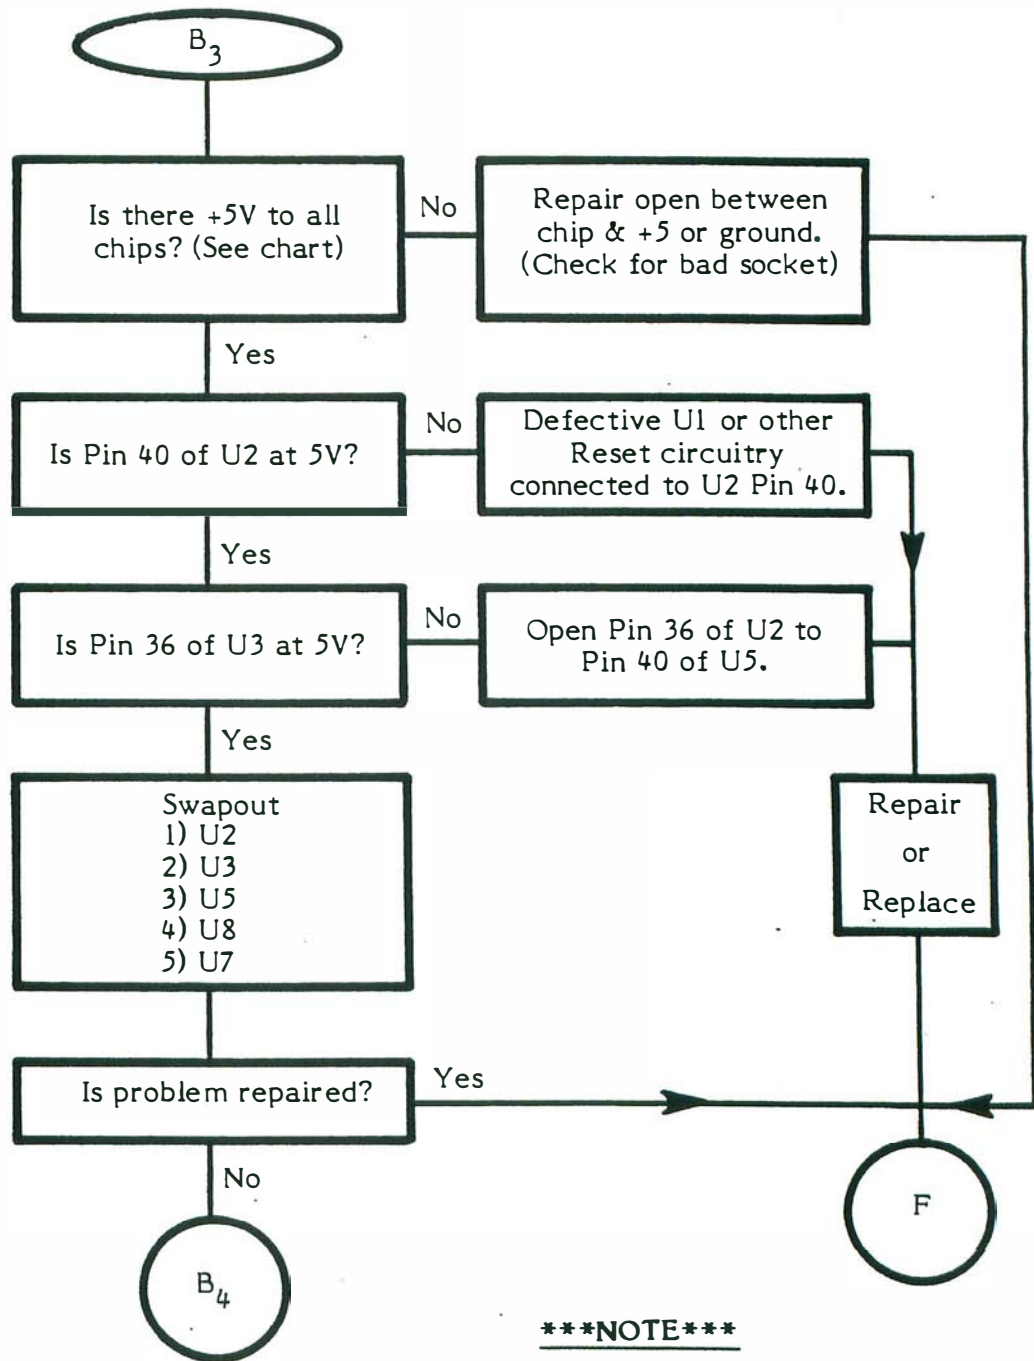 B3
Is there +5V to all
chips? (See chart)
No
Repair open between
chip & +5 or ground.
(Check for bad socket)
Yes
Is Pin 40 of U2 at 5V?
No
Defective U1 or other
Reset circuitry
connected to U2 Pin 40.
Yes
Is Pin 36 of U3 at 5V?
No
Open Pin 36 of U2 to
Pin 40 of U5.
Yes
Swapout
1) U2
2) U3
3) U5
4) U8
5) U7
Repair
or
Replace
Is problem repaired?
Yes
No
F
B4
***NOTE***